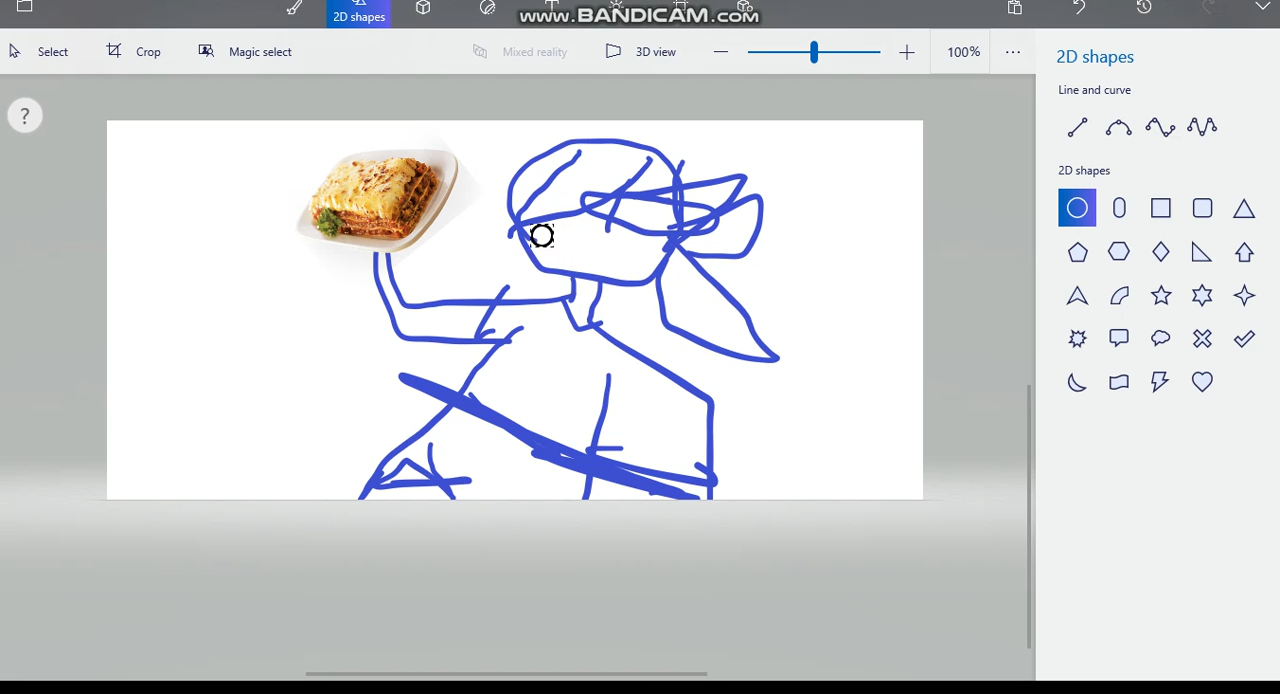 www.BANDICAM.com
2D shapes
Select
Crop
Magic select
Mixed reality
3D view
100%
2D shapes
Line and curve
?
2D shapes